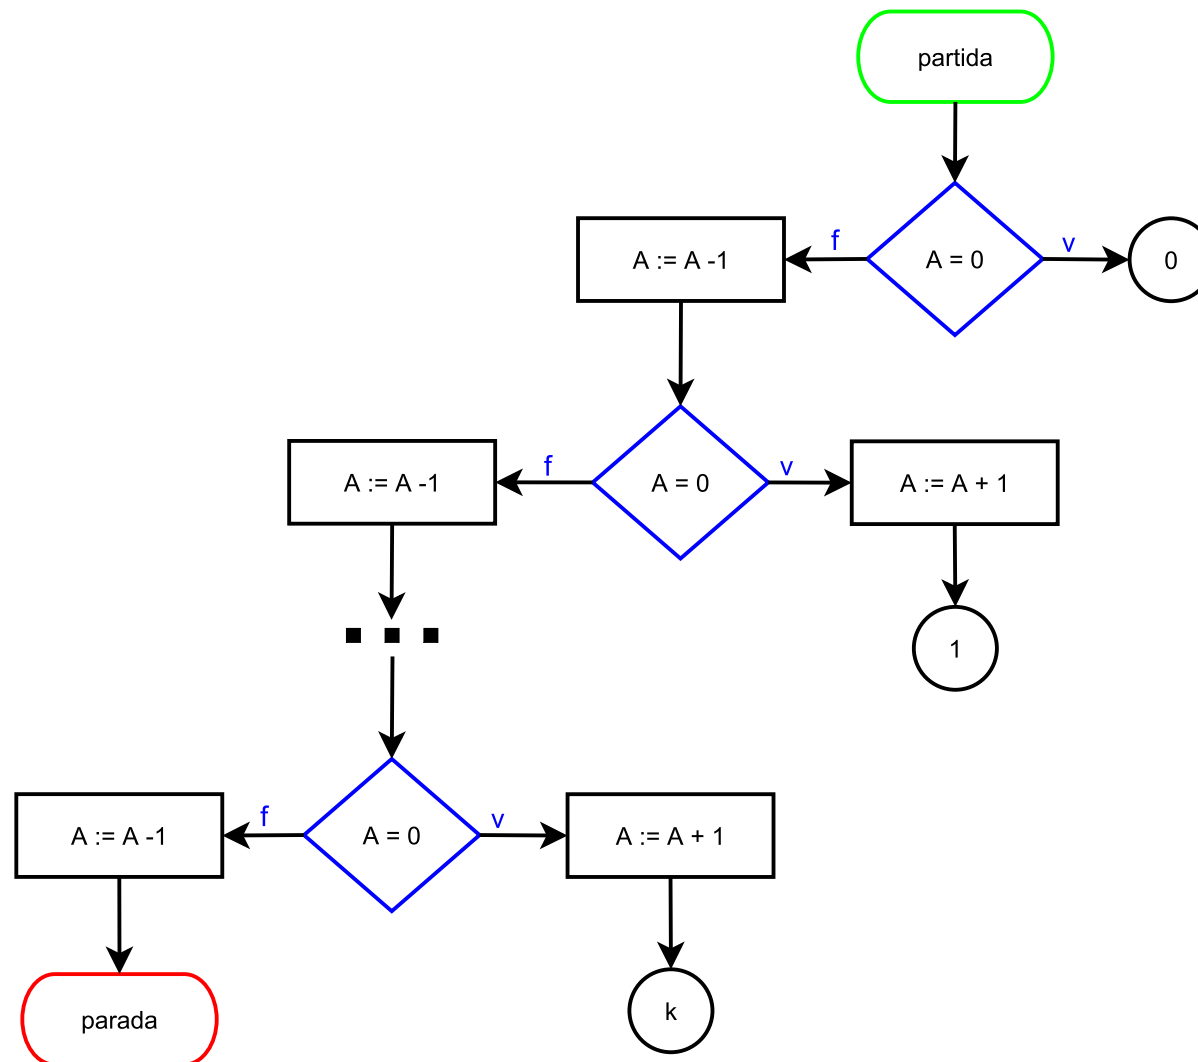 partida
f
v
A := A -1
A = 0
0
f
v
A := A -1
A = 0
A := A + 1
1
f
v
A := A -1
A = 0
A := A + 1
parada
k